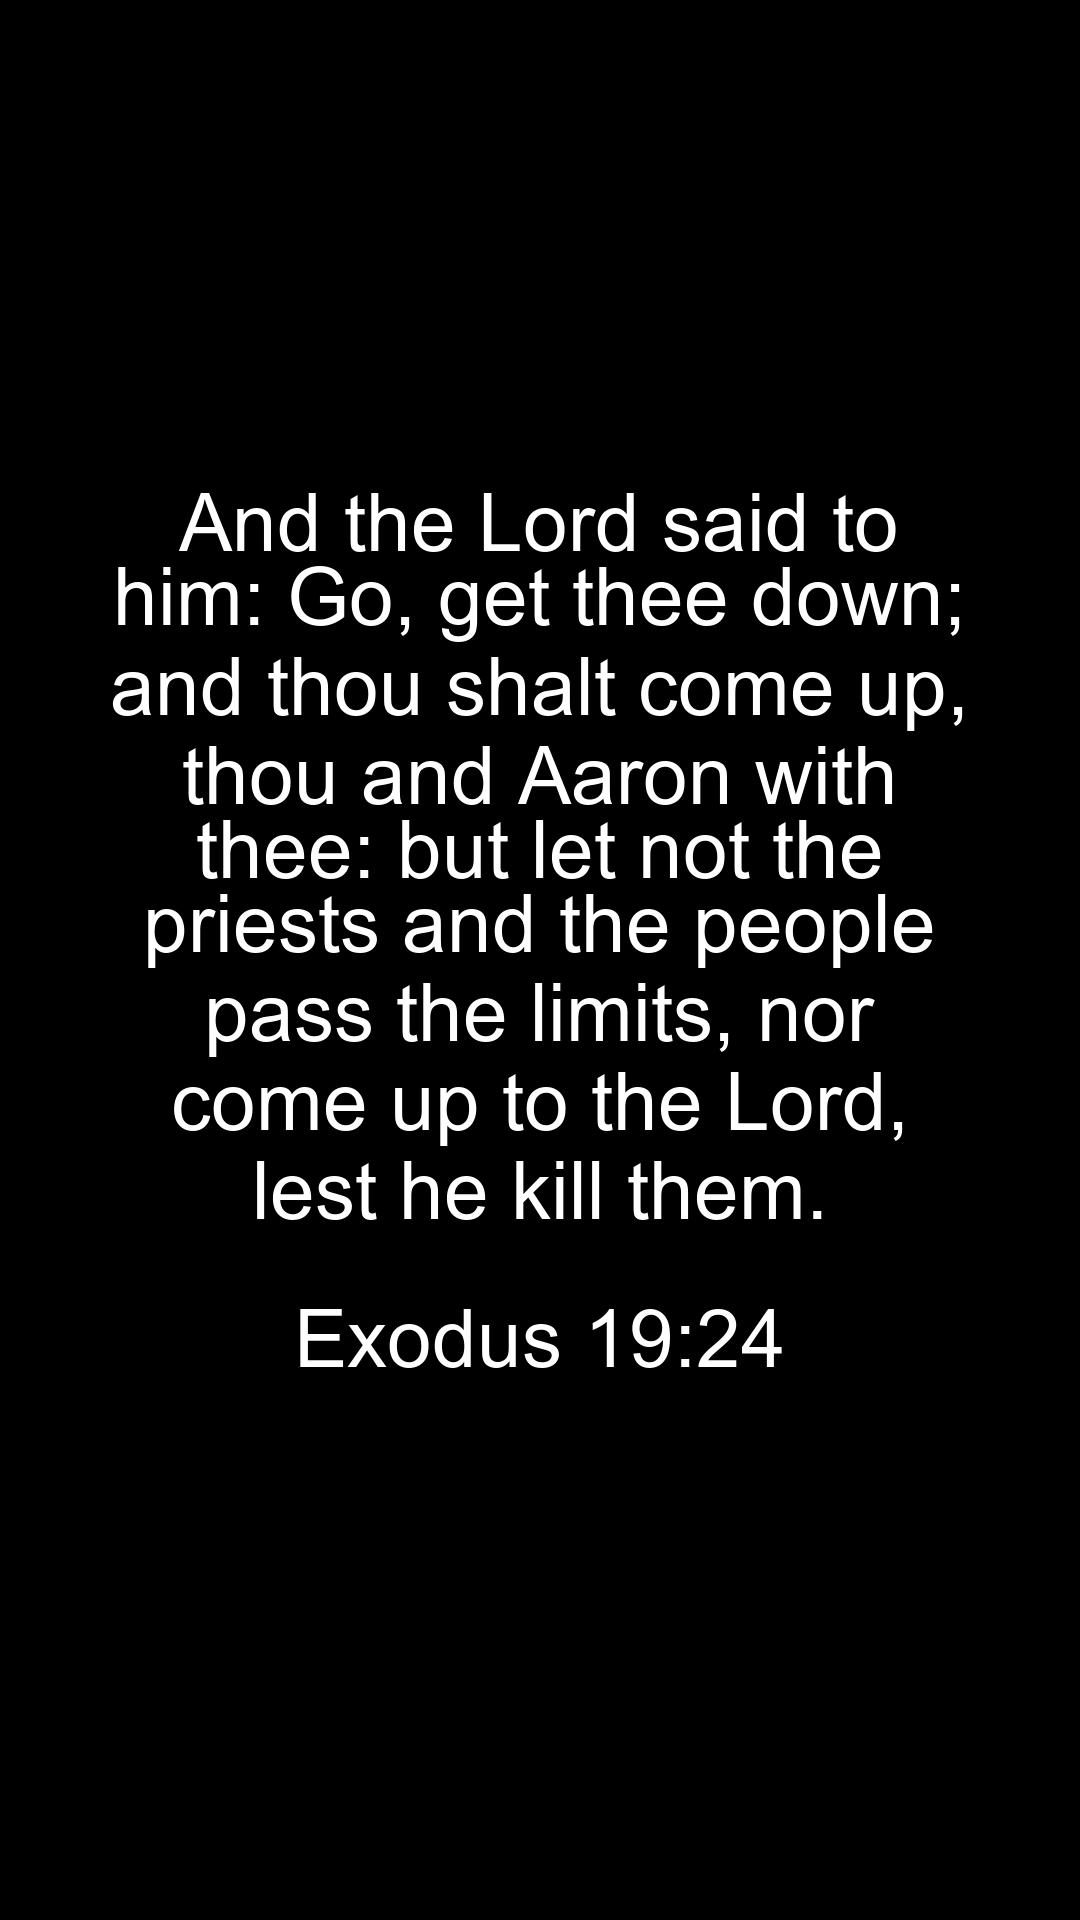 And the Lord said to
him: Go, get thee down;
and thou shalt come up,
thou and Aaron with
thee: but let not the
priests and the people
pass the limits, nor
come up to the Lord,
lest he kill them.
Exodus 19:24